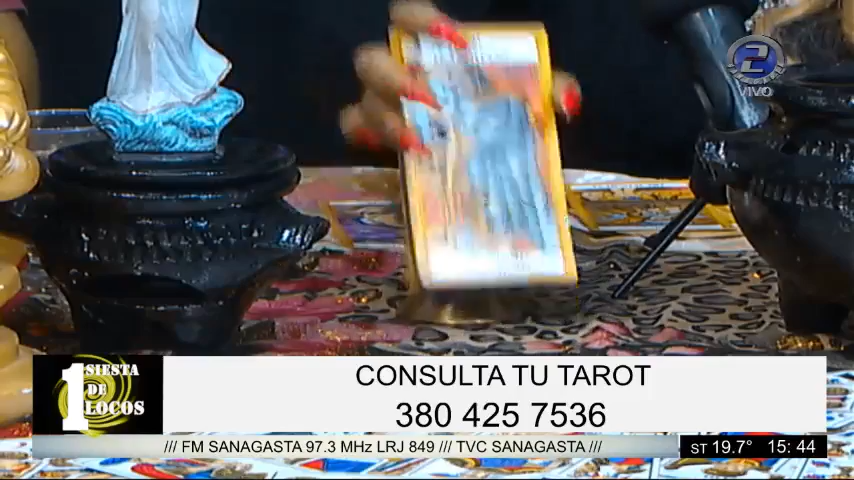 2
VIVO
1 SIESTA
DE
LOCOS
CONSULTA TU TAROT
380 425 7536
/// FM SANAGASTA 97.3 MHz LRJ 849 /// TVC SANAGASTA ///
ST 19.7° 15:44